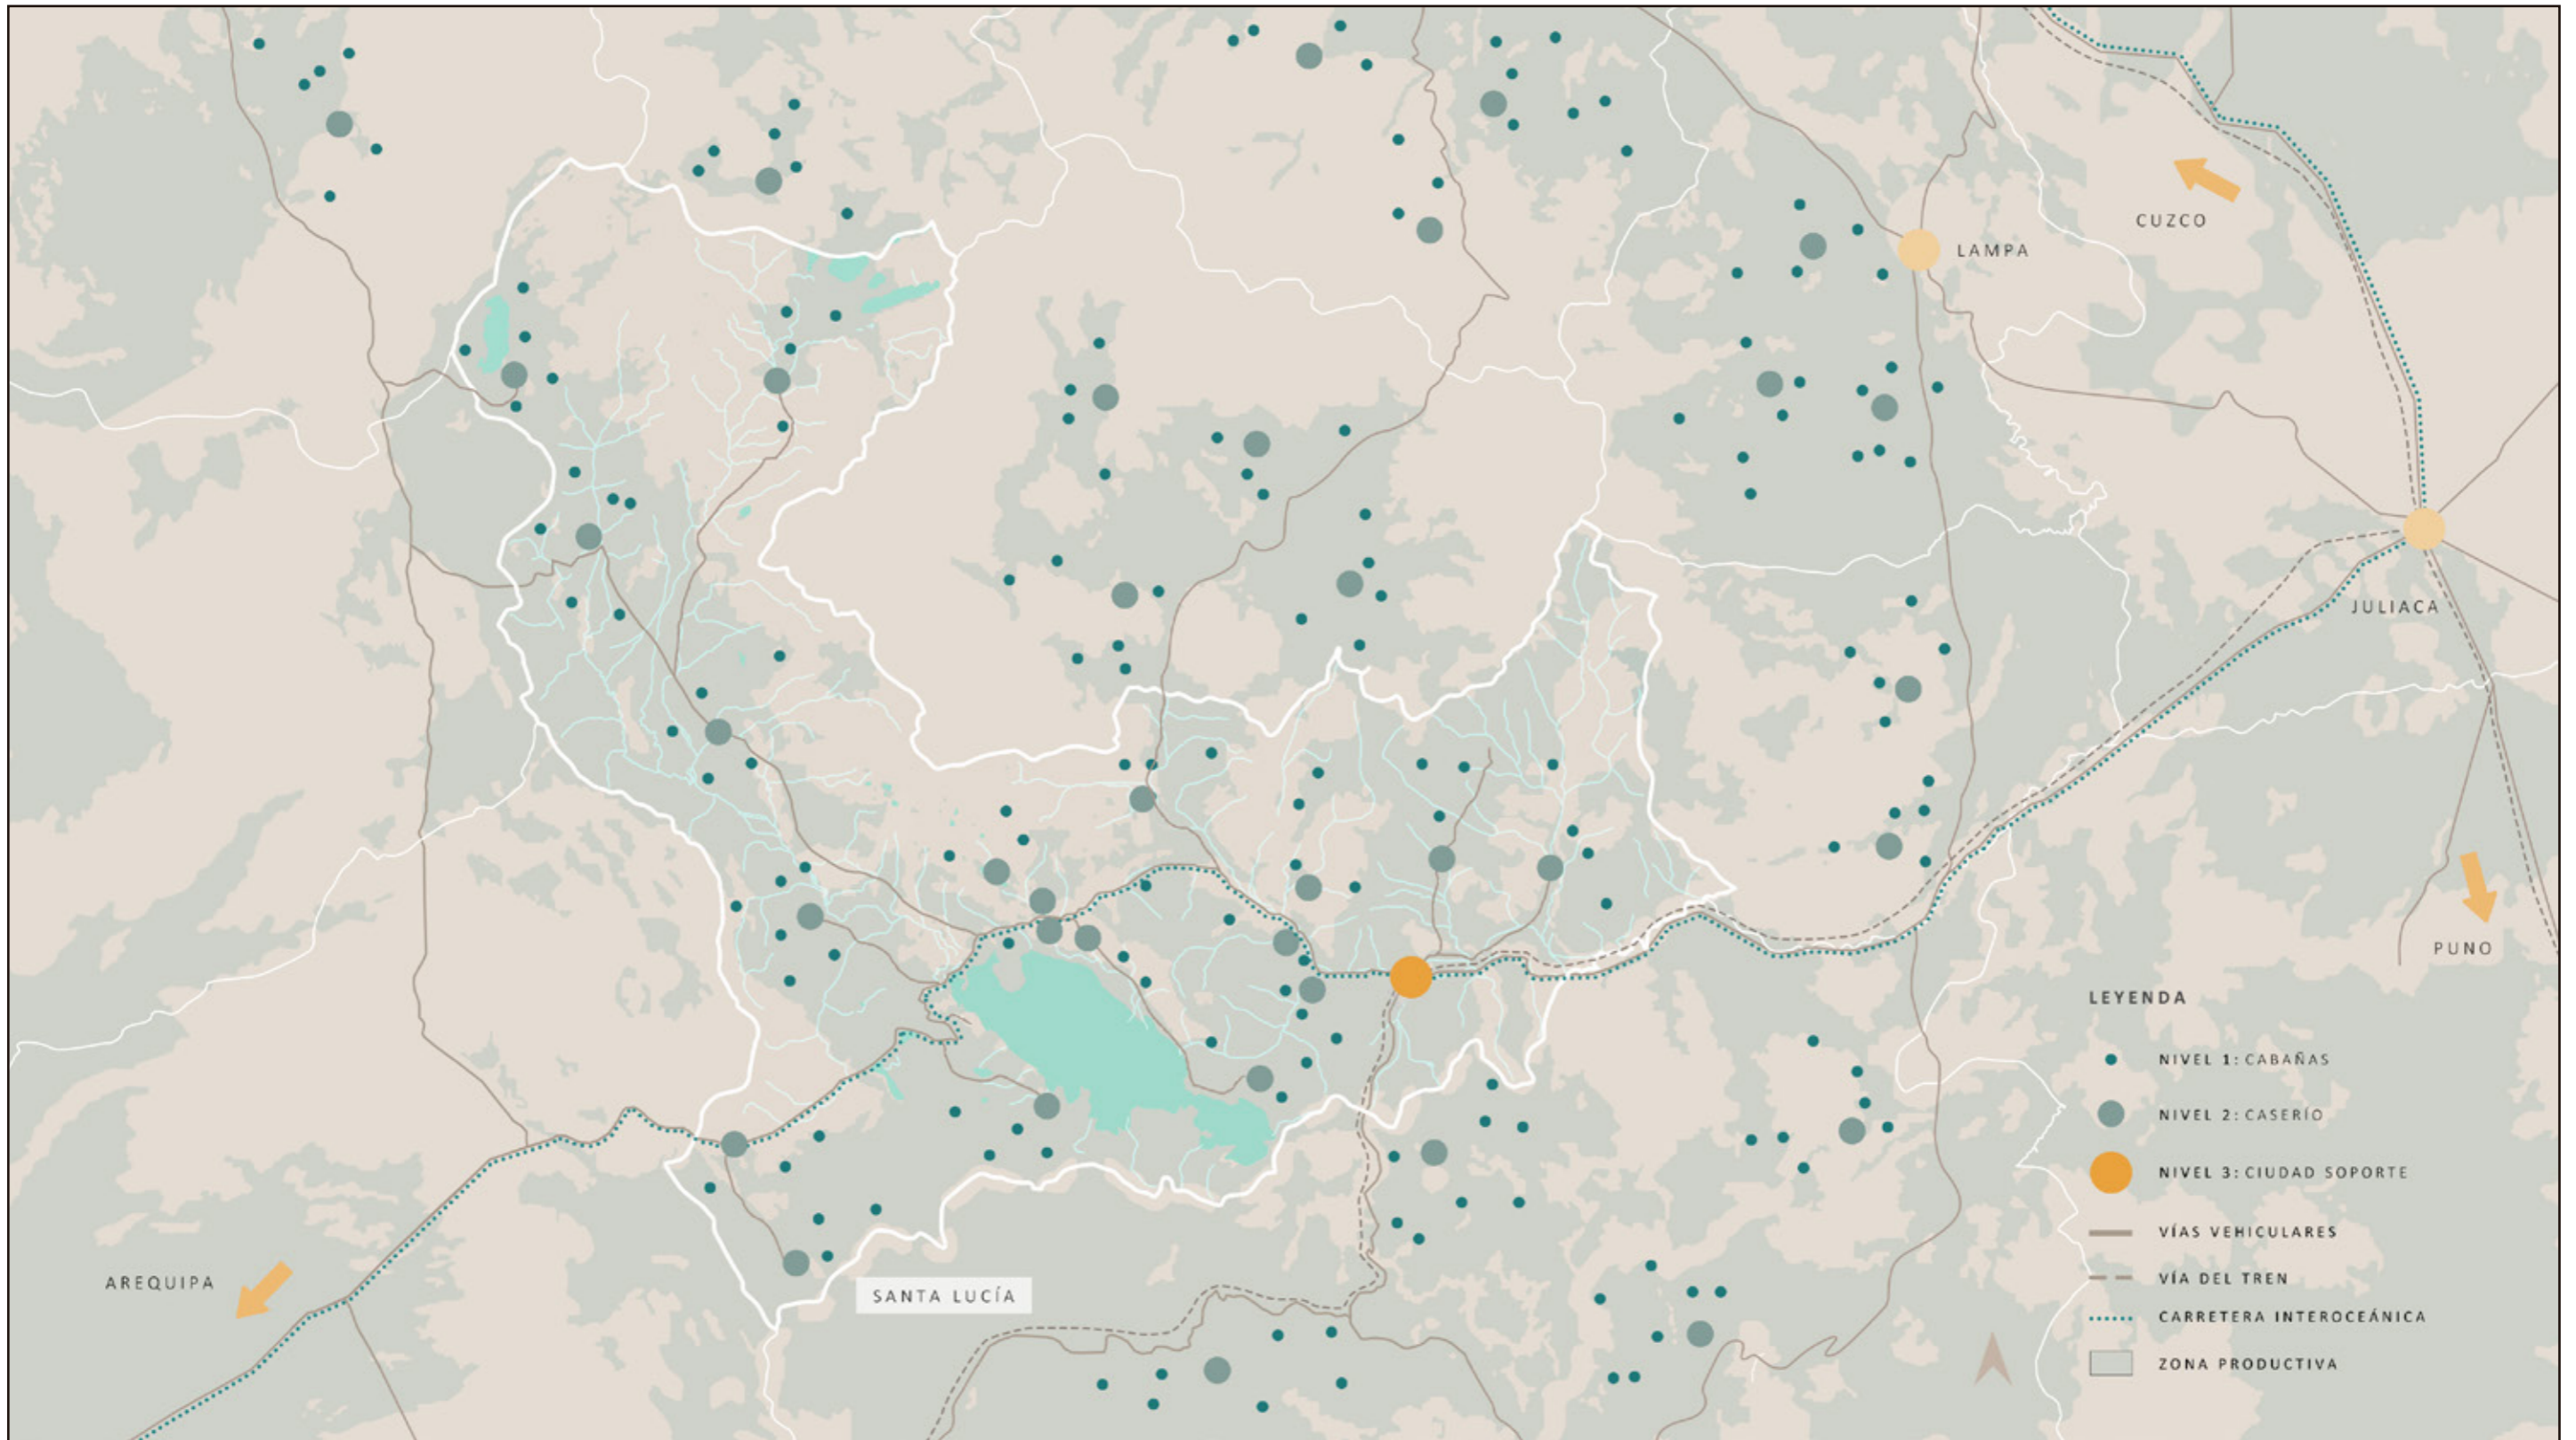 CUZCO
LAMPA
JULIACA
PUNO
AREQUIPA
SANTA LUCÍA
LEYENDA
NIVEL 1: CABAÑAS
NIVEL 2: CASERÍO
NIVEL 3: CIUDAD SOPORTE
VÍAS VEHICULARES
VÍA DEL TREN
CARRETERA INTEROCEÁNICA
ZONA PRODUCTIVA